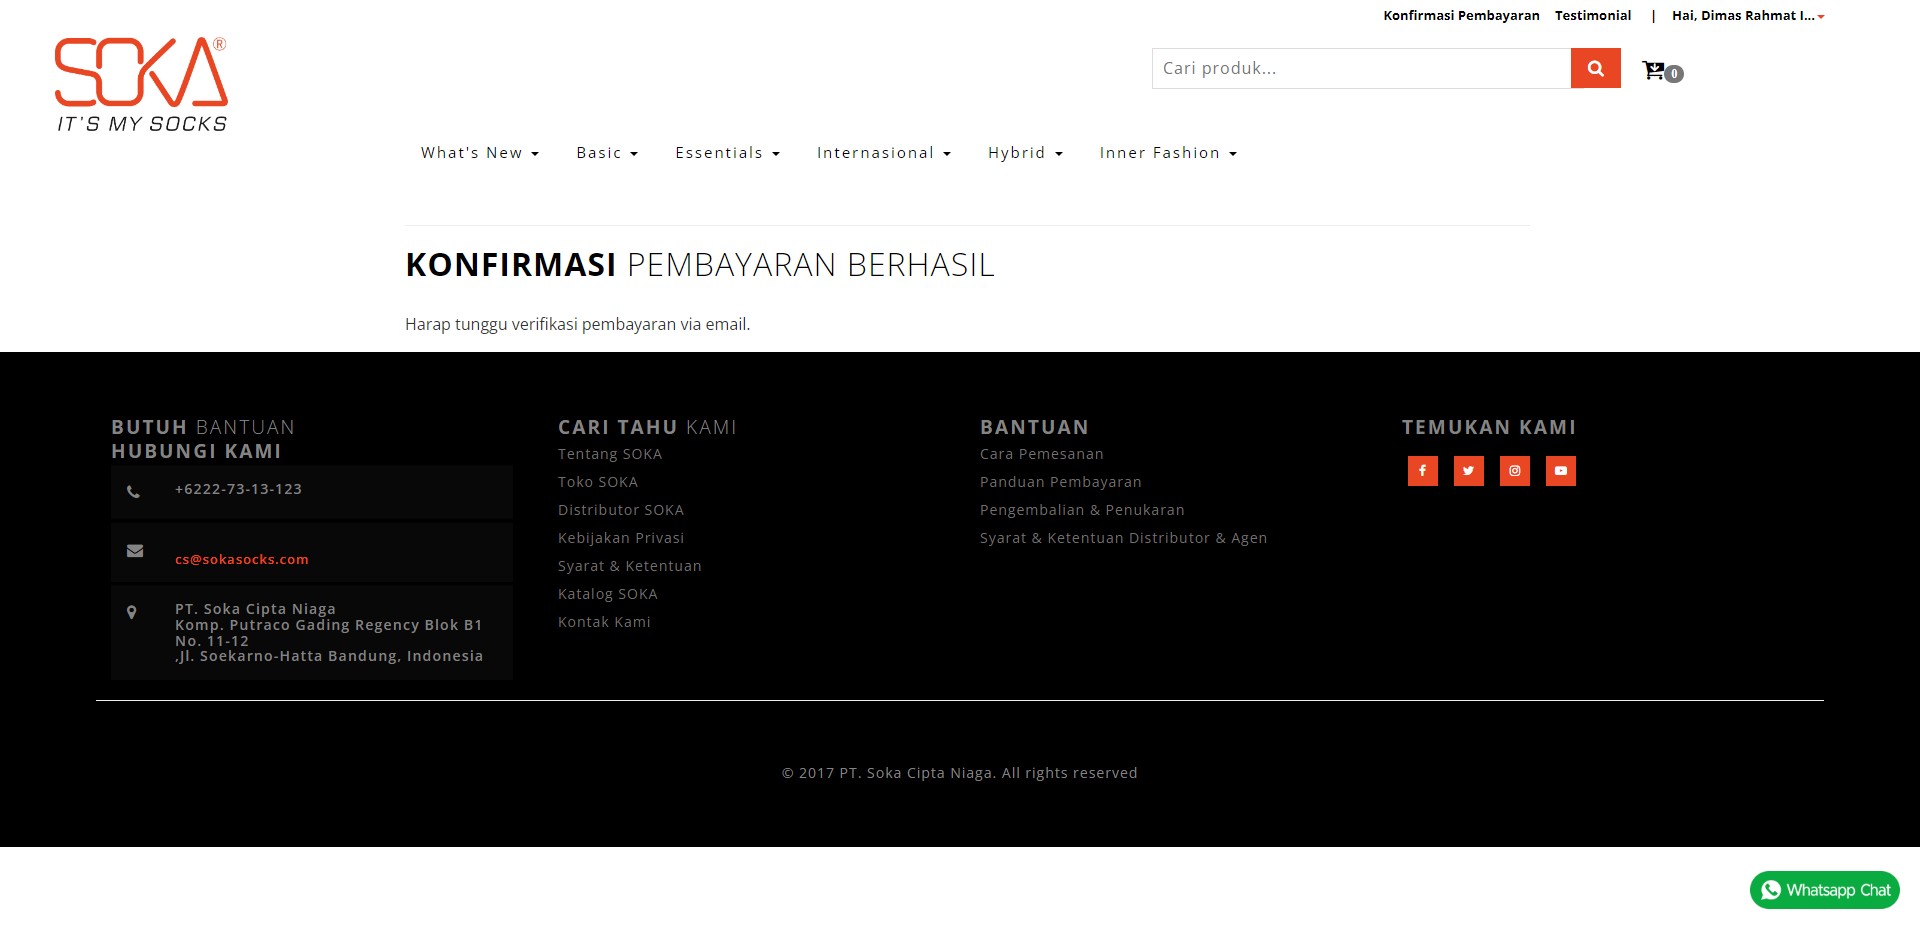 Konfirmasi Pembayaran Testimonial | Hai, Dimas Rahmat I...
SOKA®
IT'S MY SOCKS
Cari produk...
0
What's New Basic Essentials Internasional Hybrid Inner Fashion
KONFIRMASI PEMBAYARAN BERHASIL
Harap tunggu verifikasi pembayaran via email.
BUTUH BANTUAN
HUBUNGI KAMI
+6222-73-13-123
cs@sokasocks.com
PT. Soka Cipta Niaga
Komp. Putraco Gading Regency Blok B1
No. 11-12
,Jl. Soekarno-Hatta Bandung, Indonesia
CARI TAHU KAMI
Tentang SOKA
Toko SOKA
Distributor SOKA
Kebijakan Privasi
Syarat & Ketentuan
Katalog SOKA
Kontak Kami
BANTUAN
Cara Pemesanan
Panduan Pembayaran
Pengembalian & Penukaran
Syarat & Ketentuan Distributor & Agen
TEMUKAN KAMI
© 2017 PT. Soka Cipta Niaga. All rights reserved
Whatsapp Chat